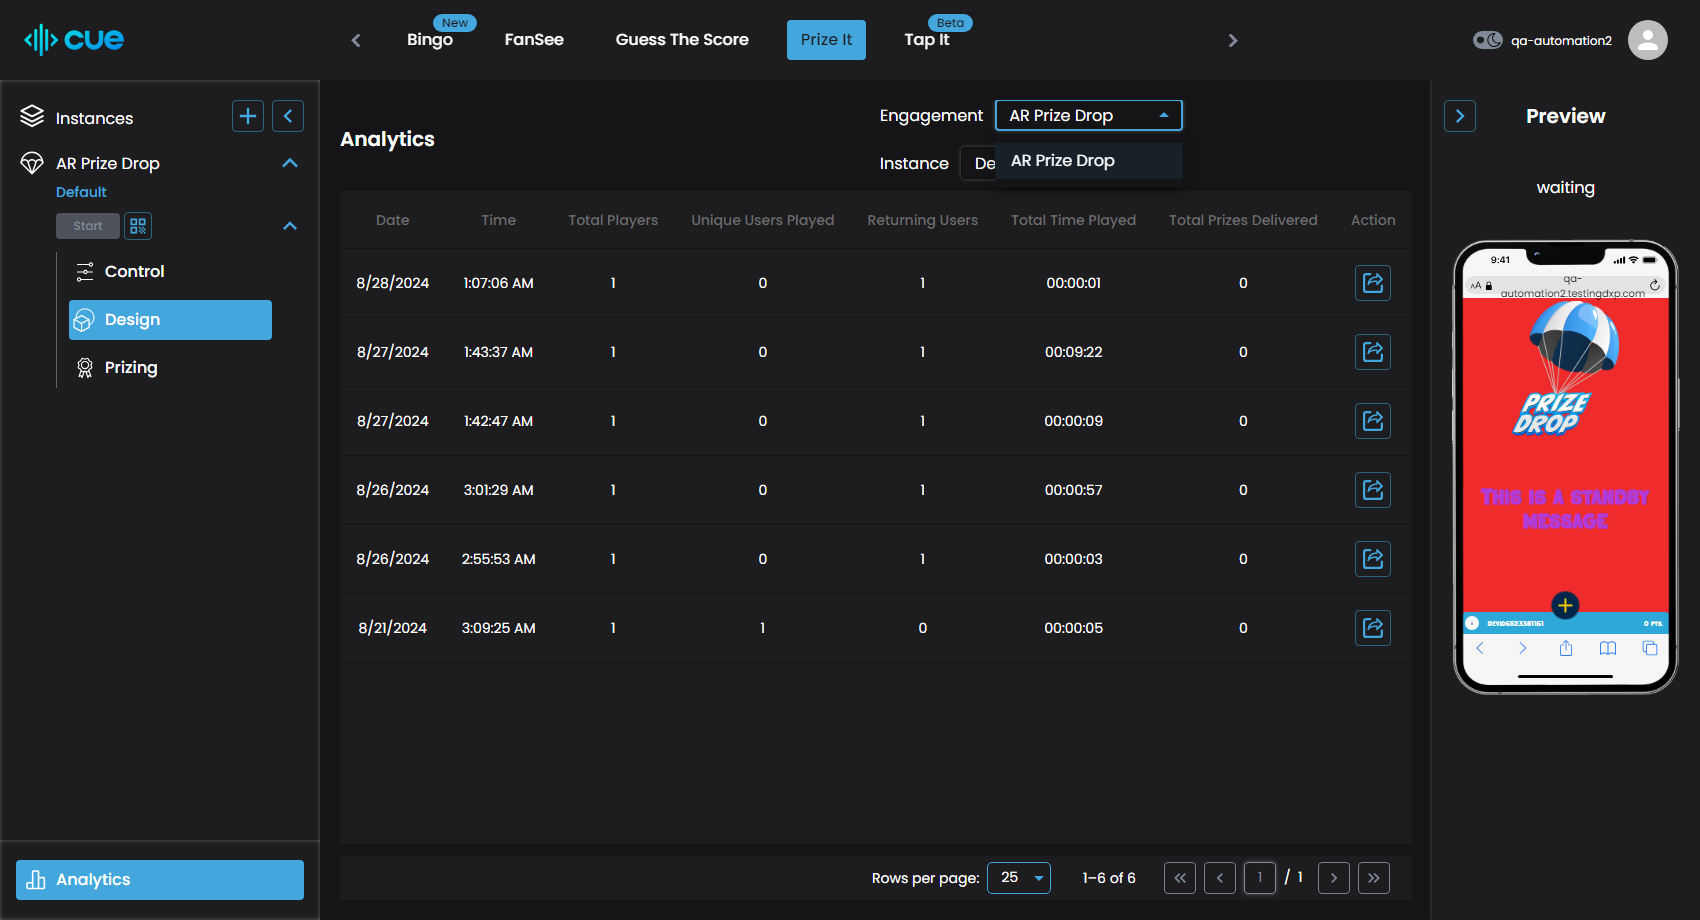 cue
New
Bingo
FanSee
Guess The Score
Prize It
Beta
Tap It
qa-automation2
Instances
AR Prize Drop
Default
Start
Control
Design
Prizing
Analytics
Analytics
Engagement
AR Prize Drop
Instance
De
AR Prize Drop
Date Time Total Players Unique Users Played Returning Users Total Time Played Total Prizes Delivered Action
8/28/2024 1:07:06 AM 1 0 1 00:00:01 0
8/27/2024 1:43:37 AM 1 0 1 00:09:22 0
8/27/2024 1:42:47 AM 1 0 1 00:00:09 0
8/26/2024 3:01:29 AM 1 0 1 00:00:57 0
8/26/2024 2:55:53 AM 1 0 1 00:00:03 0
8/21/2024 3:09:25 AM 1 1 0 00:00:05 0
Rows per page: 25 1–6 of 6 1 / 1
Preview
waiting
9:41
AA
qa-
automation2.testingdxp.com
PRIZE
DROP
THIS IS A STANDBY
MESSAGE
0 PTS.